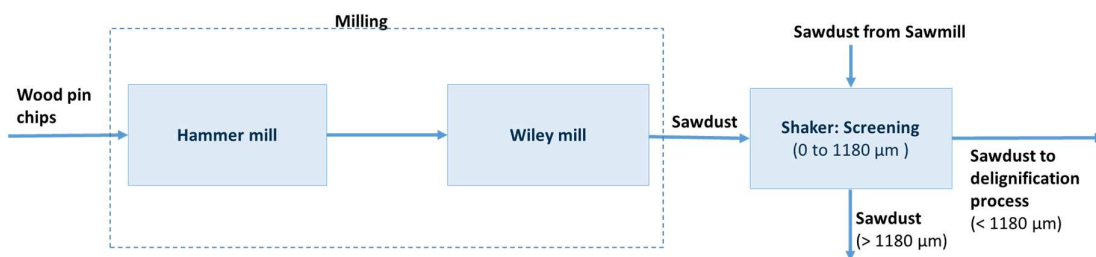 Milling
Sawdust from Sawmill
Wood pin
chips
Hammer mill
Wiley mill
Sawdust
Shaker: Screening
(0 to 1180 µm )
Sawdust to
delignification
process
(< 1180 µm)
Sawdust
(> 1180 µm)